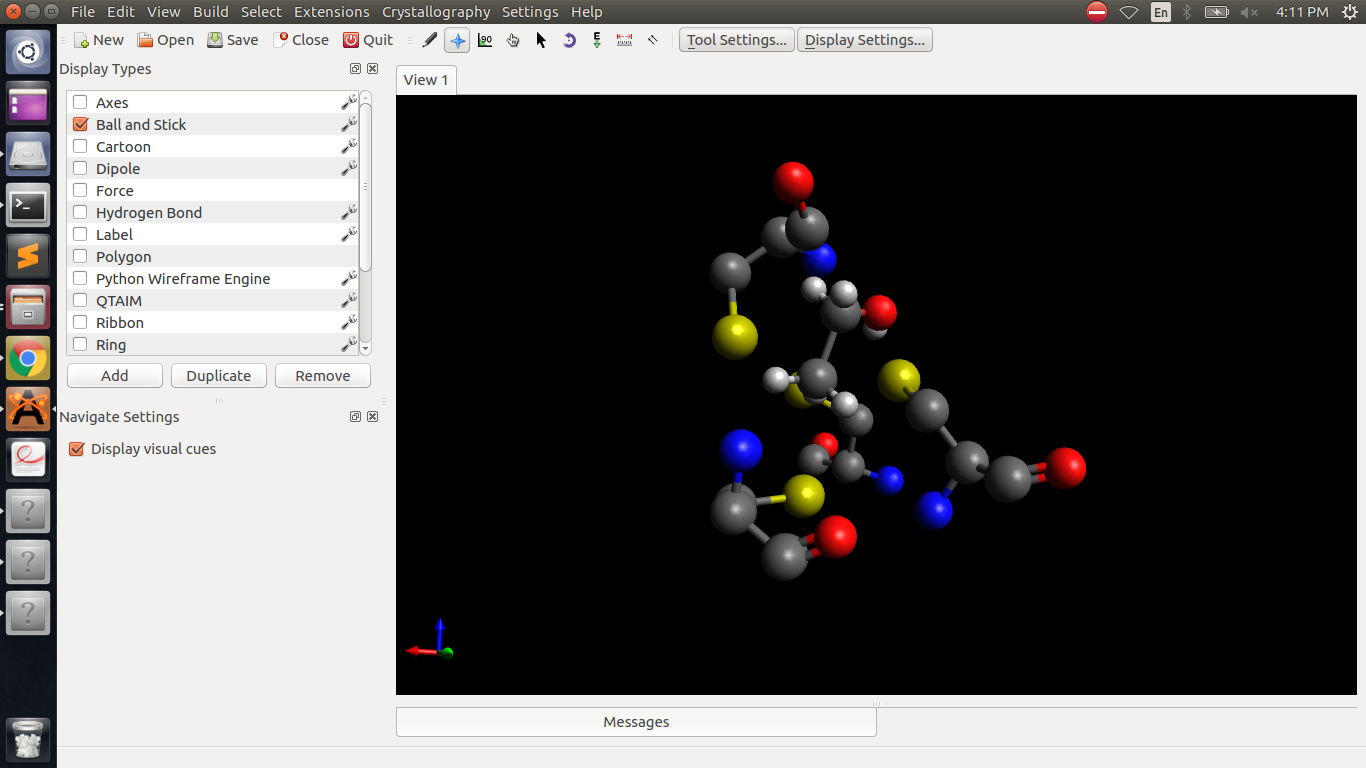 File Edit View Build Select Extensions Crystallography Settings Help En 4:11 PM
New Open Save Close Quit 90 E Tool Settings... Display Settings...
Display Types
View 1
Axes
Ball and Stick
Cartoon
Dipole
Force
Hydrogen Bond
Label
Polygon
Python Wireframe Engine
QTAIM
Ribbon
Ring
Add Duplicate Remove
Navigate Settings
Display visual cues
Messages